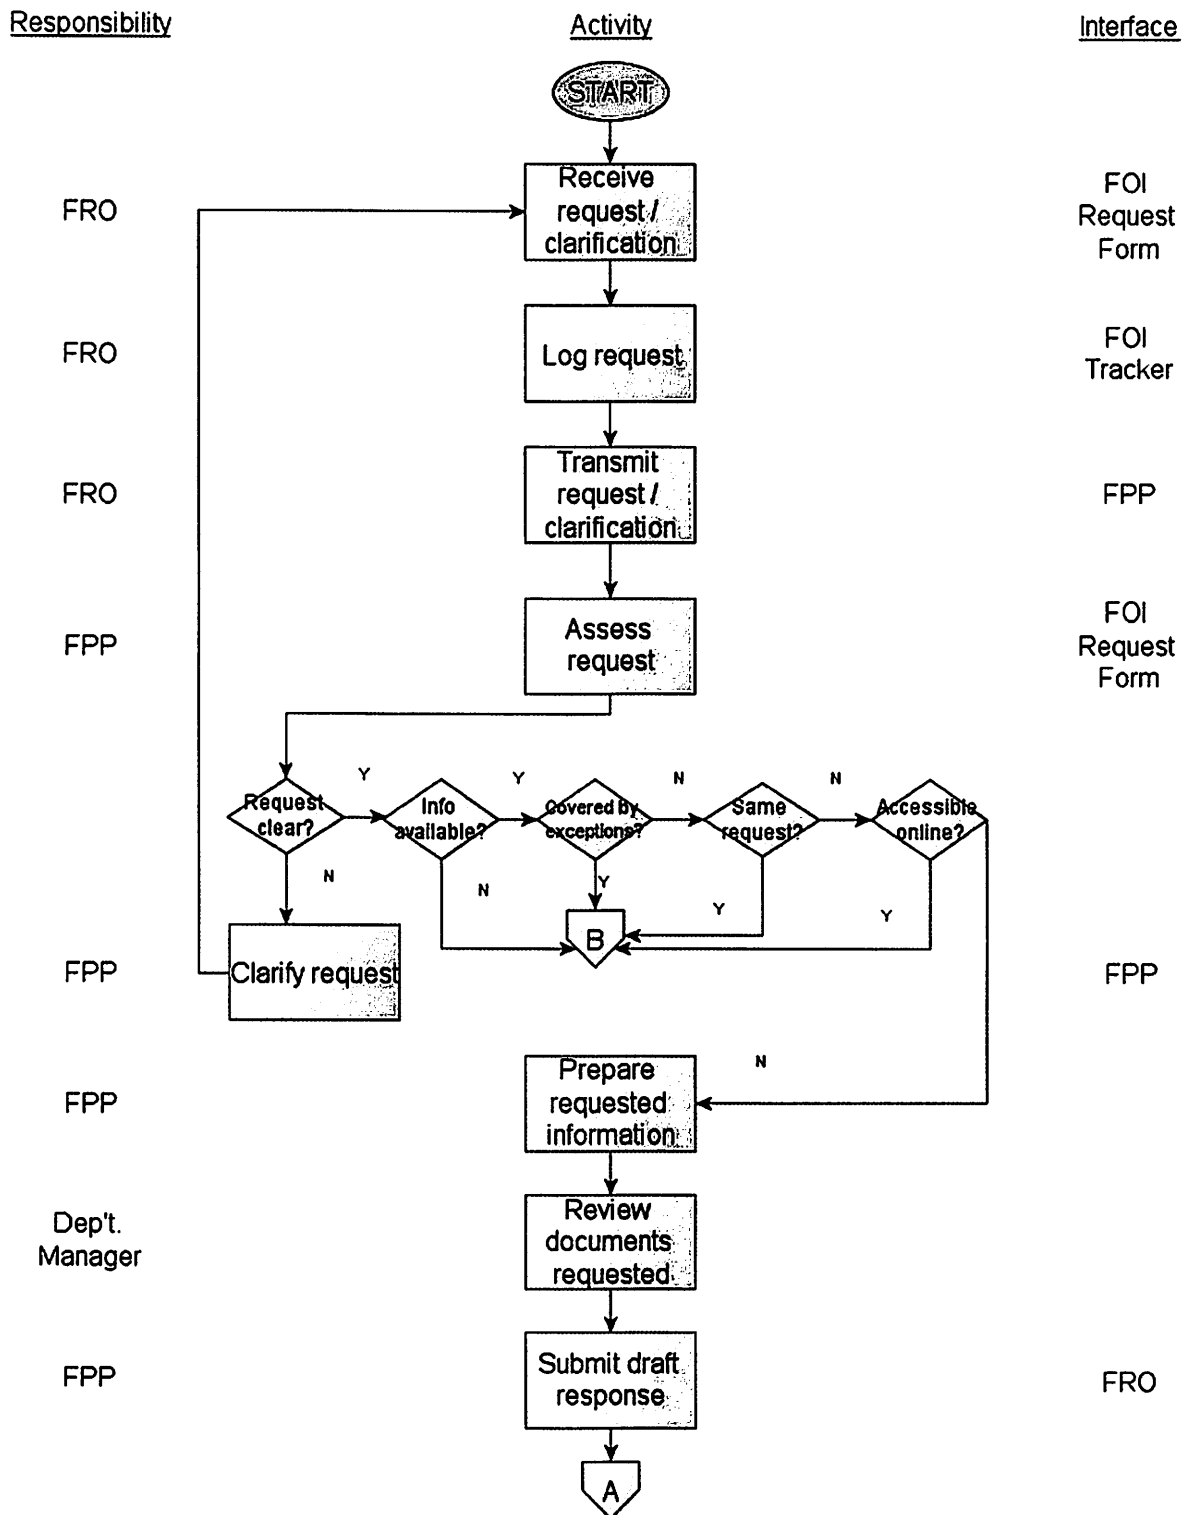 Responsibility
Activity
Interface
START
FRO
Receive
request /
clarification
FOI
Request
Form
FRO
Log request
FOI
Tracker
FRO
Transmit
request /
clarification
FPP
FPP
Assess
request
FOI
Request
Form
Y
Y
N
N
Request
clear?
Info
available?
Covered by
exceptions?
Same
request?
Accessible
online?
N
N
Y
Y
Y
B
FPP
Clarify request
FPP
N
FPP
Prepare
requested
information
Dep't.
Manager
Review
documents
requested
FPP
Submit draft
response
FRO
A